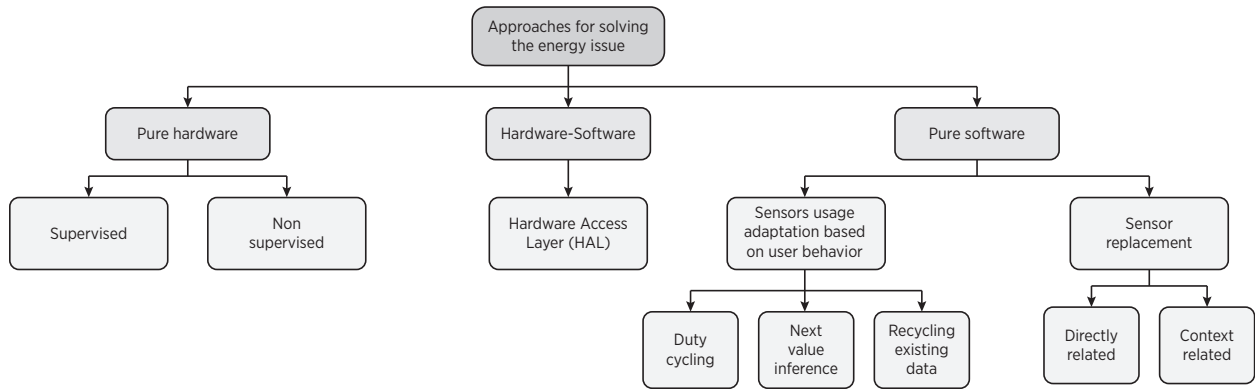 Approaches for solving
the energy issue
Pure hardware
Hardware-Software
Pure software
Supervised
Non
supervised
Hardware Access
Layer (HAL)
Sensors usage
adaptation based
on user behavior
Sensor
replacement
Duty
cycling
Next
value
inference
Recycling
existing
data
Directly
related
Context
related